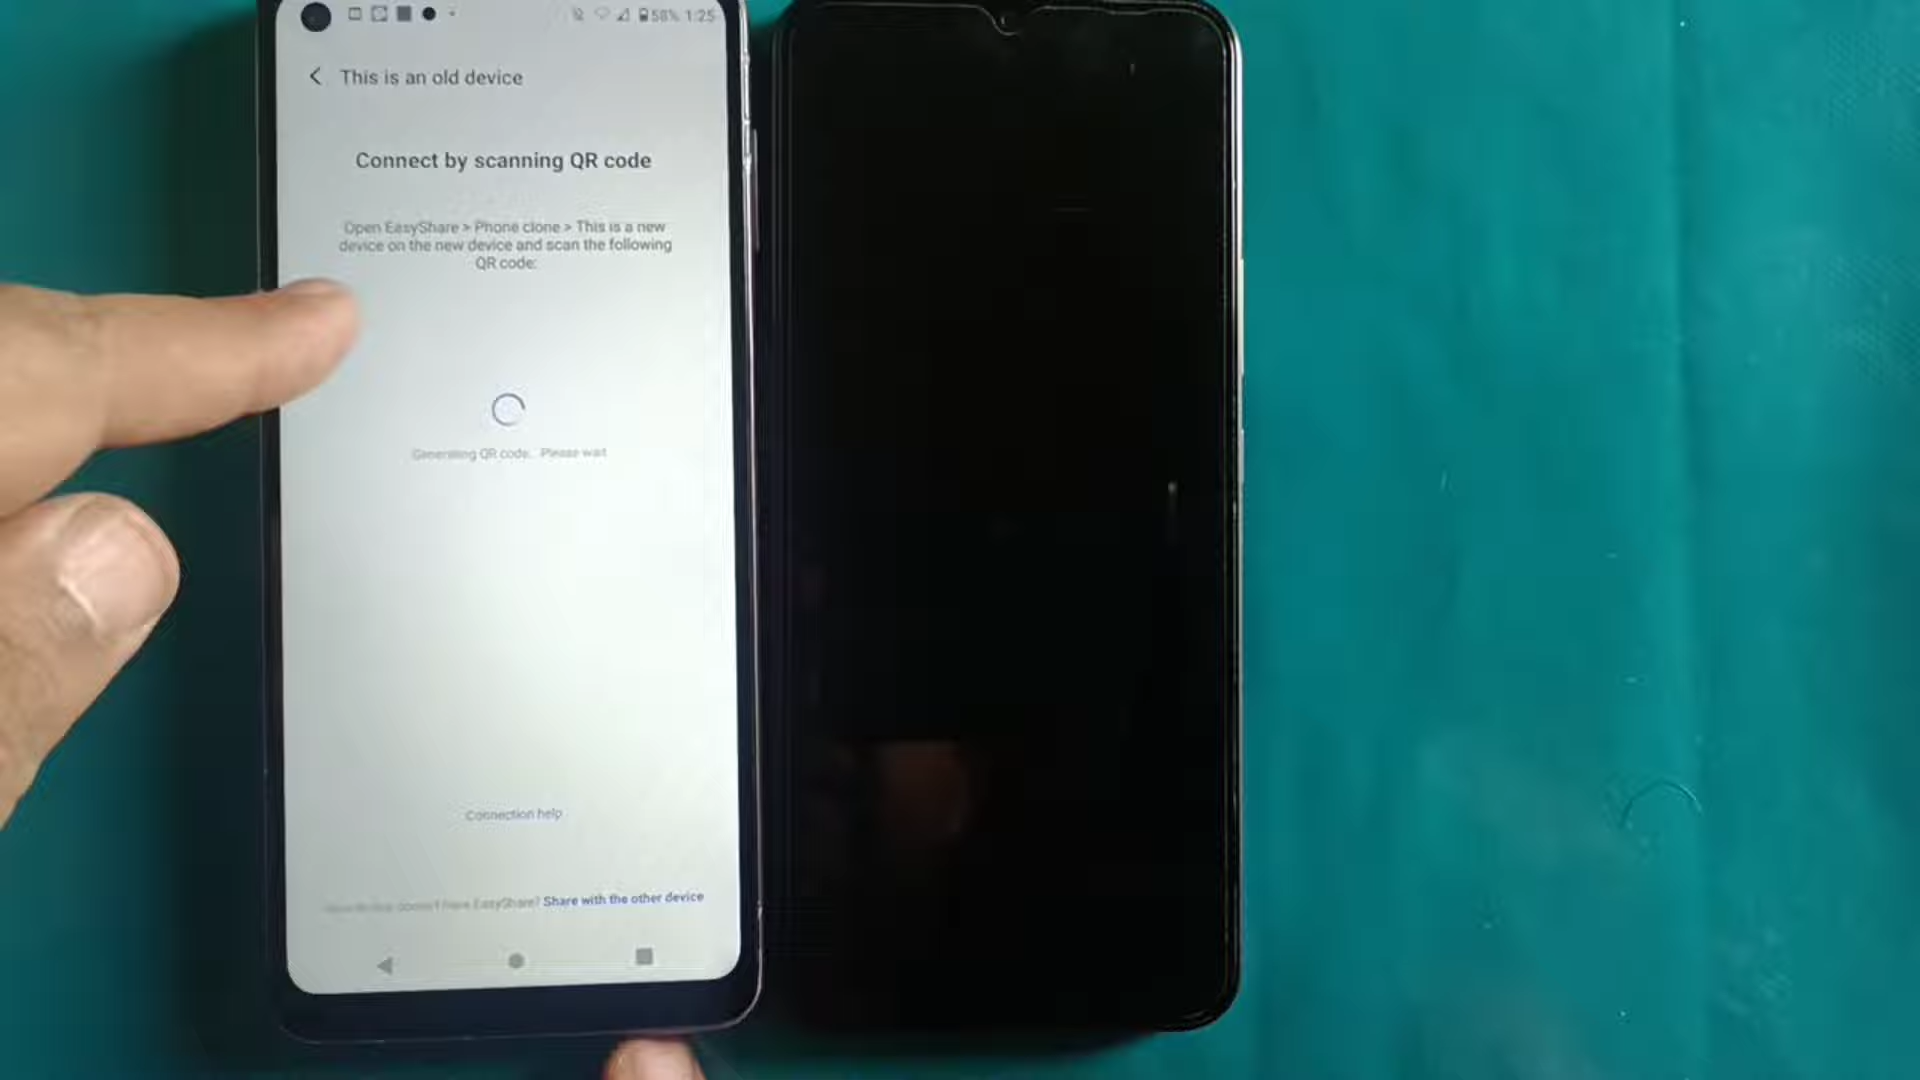 58% 1:25
This is an old device
Connect by scanning QR code
Open EasyShare > Phone clone > This is a new
device on the new device and scan the following
QR code:
Generating QR code... Please wait
Connection help
EasyShare? Share with the other device